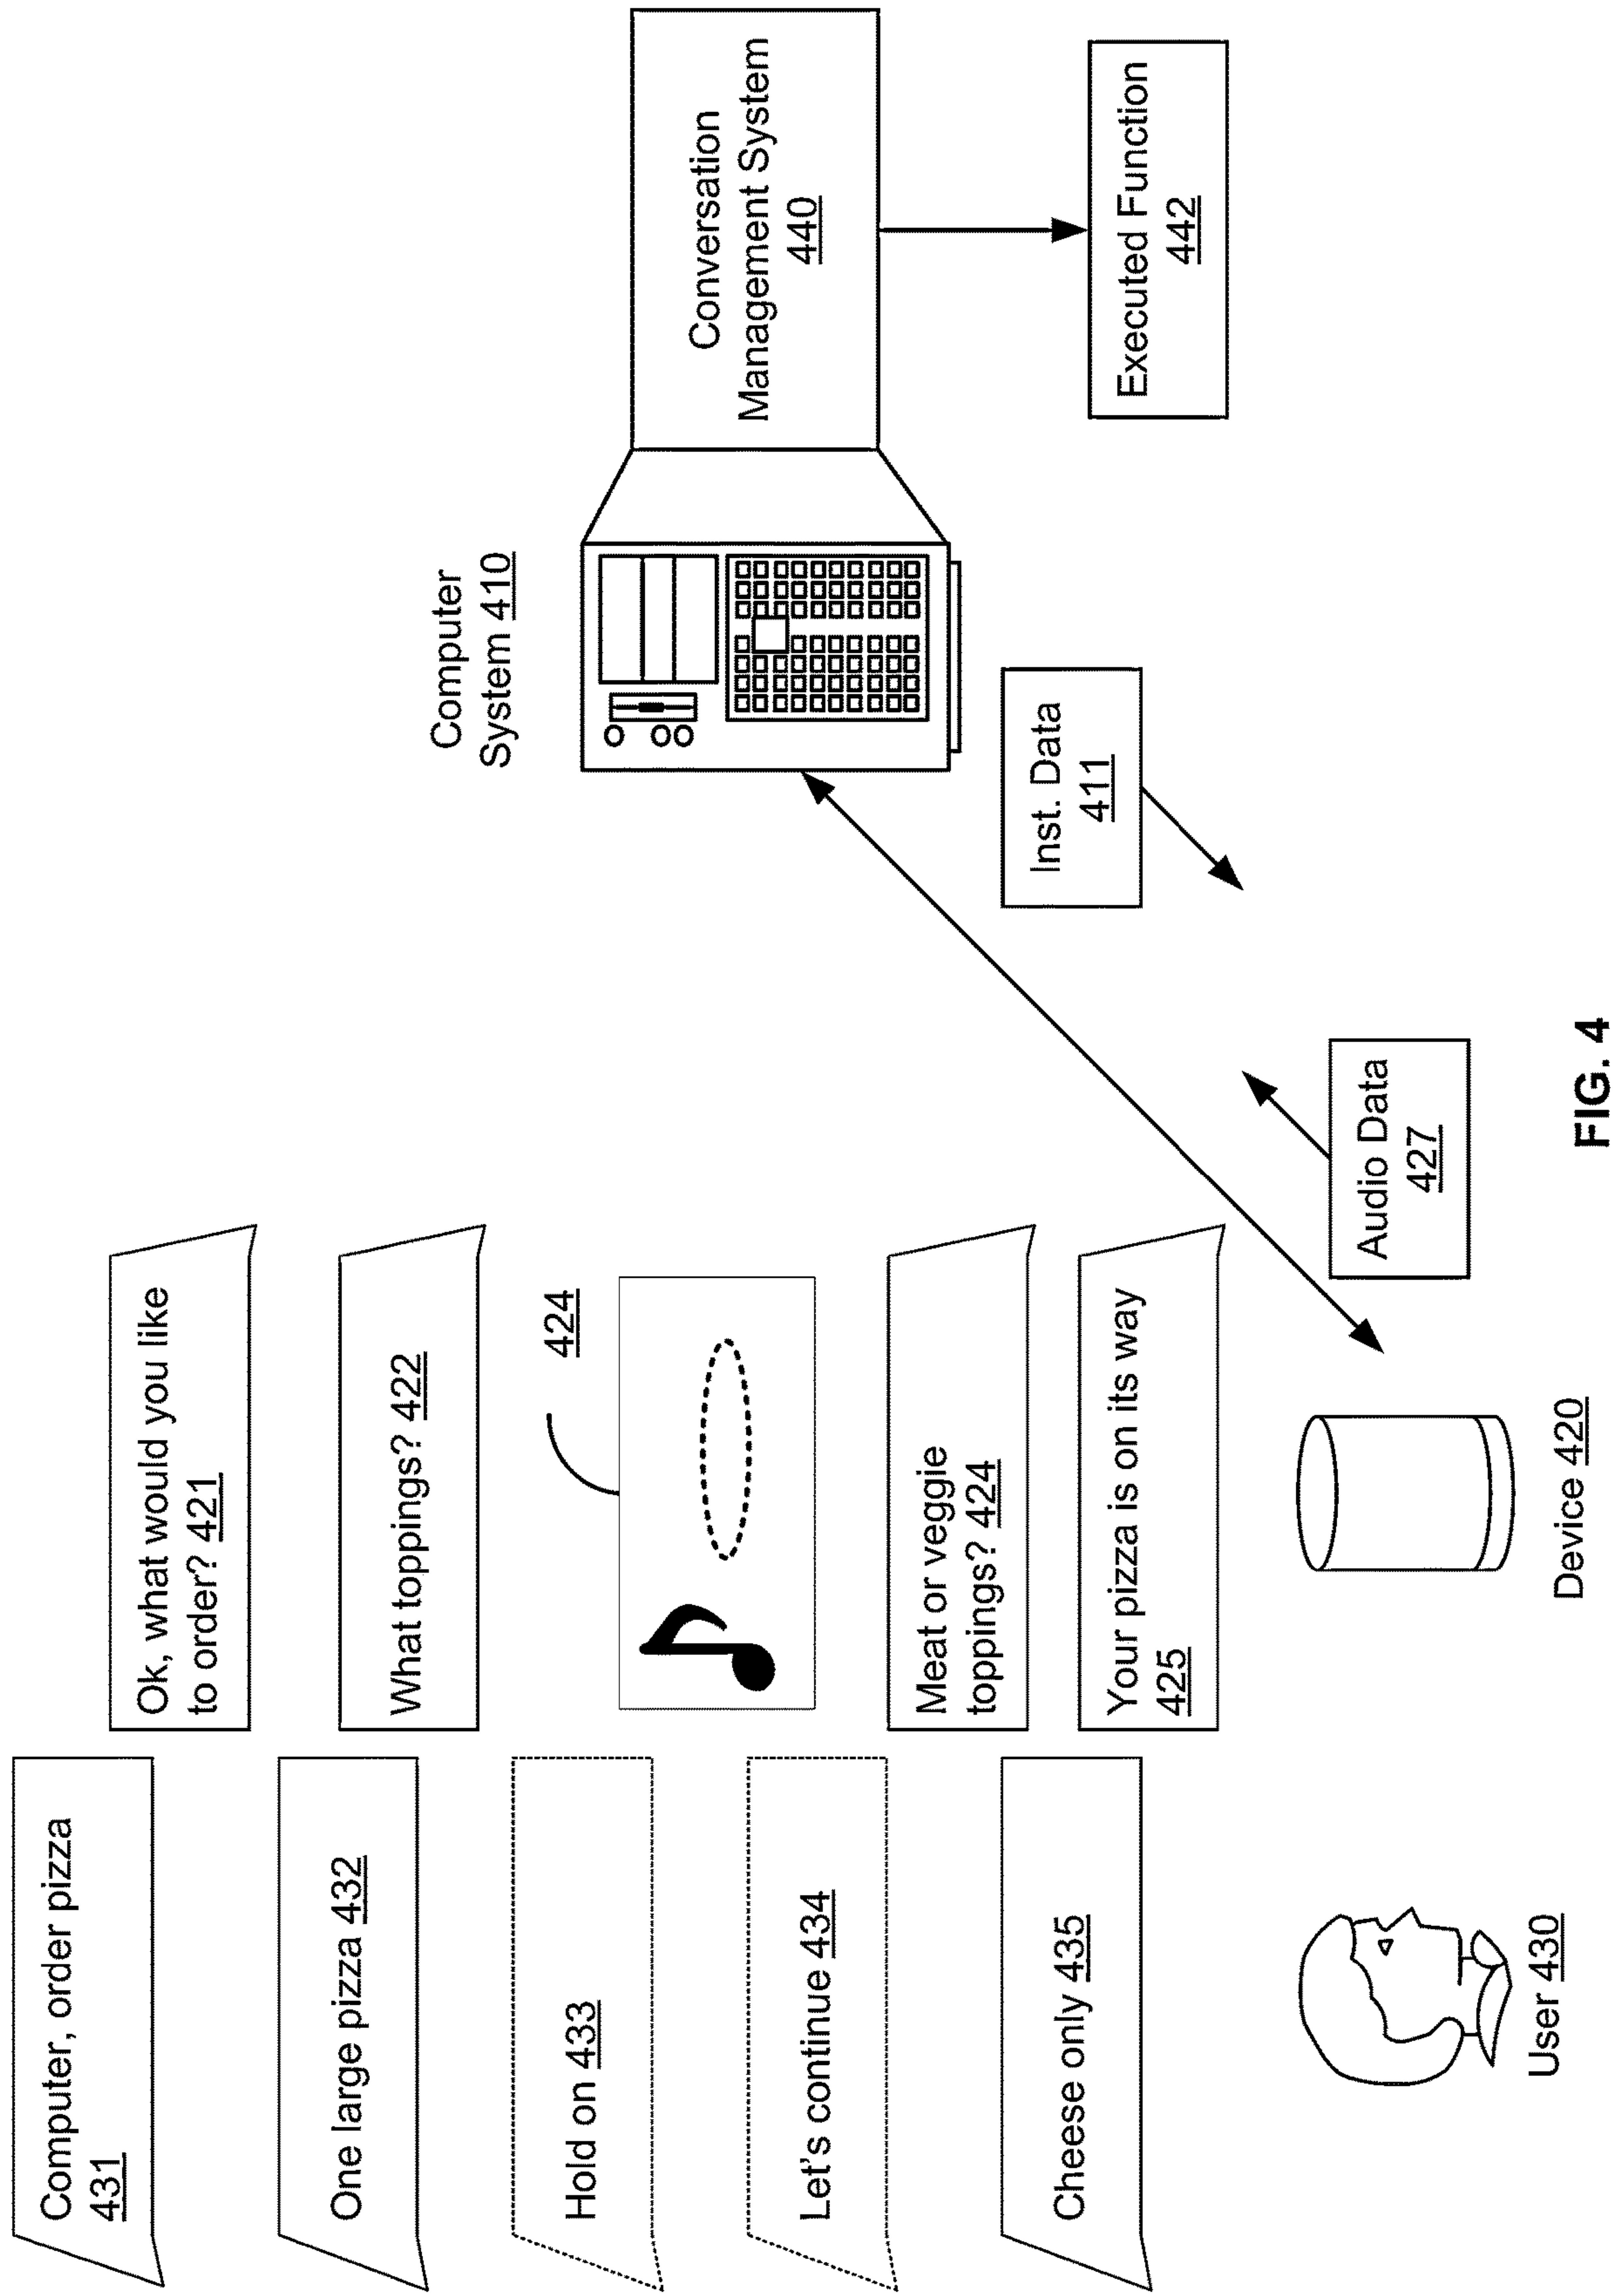 Computer, order pizza
431
Ok, what would you like
to order? 421
One large pizza 432
What toppings? 422
Hold on 433
424
Let's continue 434
Meat or veggie
toppings? 424
Cheese only 435
Your pizza is on its way
425
User 430
Device 420
Audio Data
427
Inst. Data
411
Computer
System 410
Conversation
Management System
440
Executed Function
442
FIG. 4